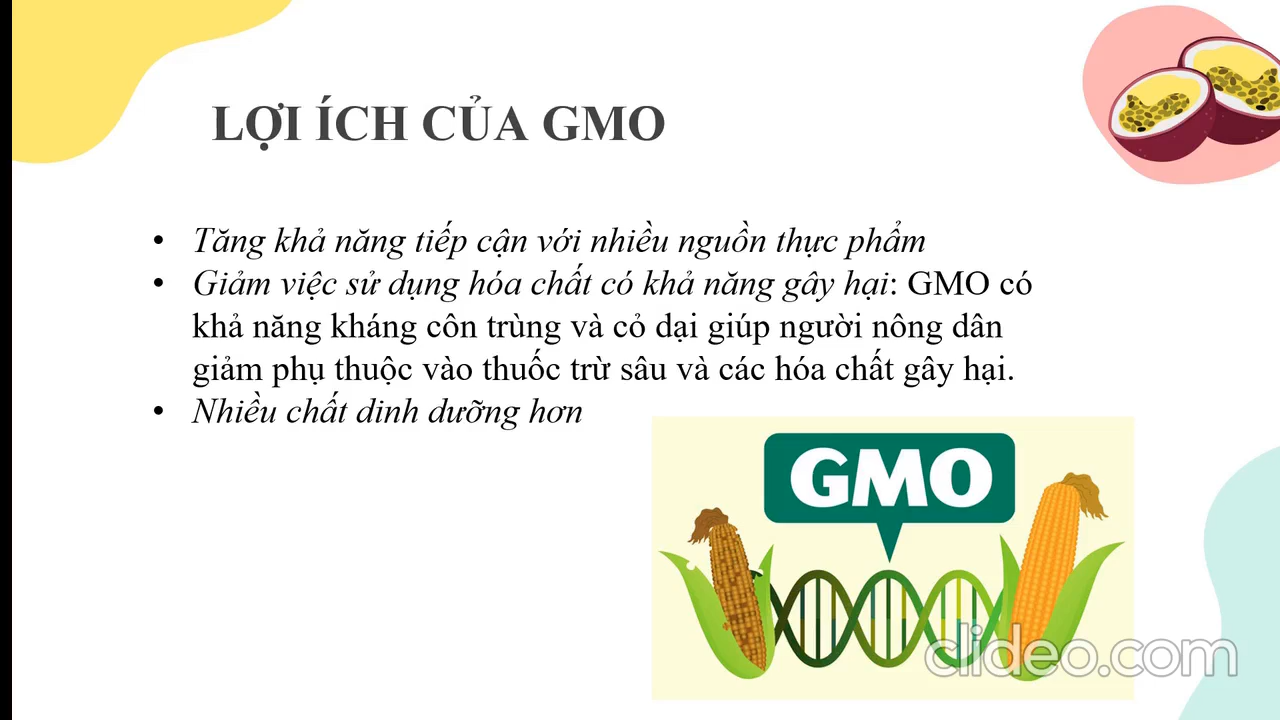 LỢI ÍCH CỦA GMO
• Tăng khả năng tiếp cận với nhiều nguồn thực phẩm
• Giảm việc sử dụng hóa chất có khả năng gây hại: GMO có
khả năng kháng côn trùng và cỏ dại giúp người nông dân
giảm phụ thuộc vào thuốc trừ sâu và các hóa chất gây hại.
• Nhiều chất dinh dưỡng hơn
GMO
clideo.com